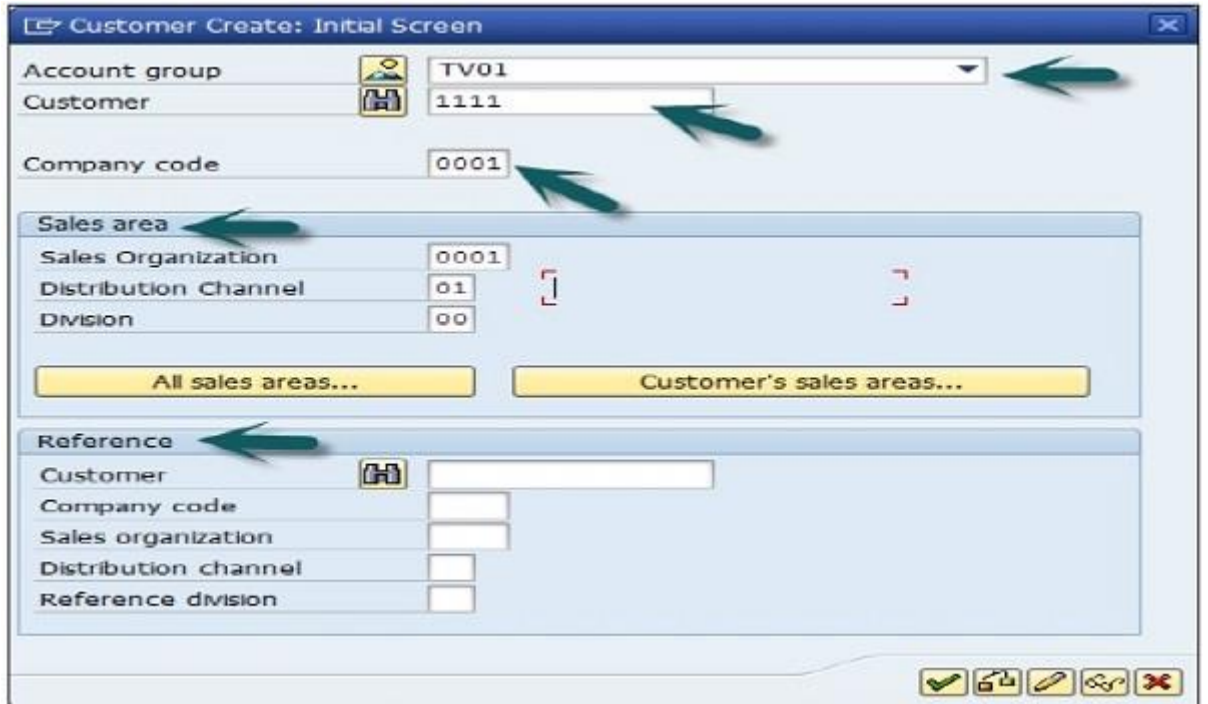 Customer Create: Initial Screen
Account group TV01
Customer 1111
Company code 0001
Sales area
Sales Organization 0001
Distribution Channel 01
Division 00
All sales areas... Customer's sales areas...
Reference
Customer
Company code
Sales organization
Distribution channel
Reference division